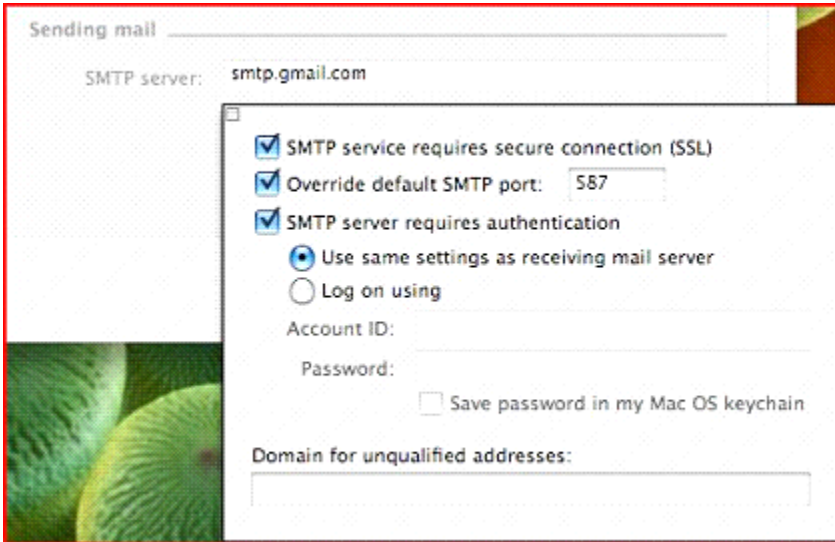 Sending mail
SMTP server: smtp.gmail.com
SMTP service requires secure connection (SSL)
Override default SMTP port: 587
SMTP server requires authentication
Use same settings as receiving mail server
Log on using
Account ID:
Password:
Save password in my Mac OS keychain
Domain for unqualified addresses: